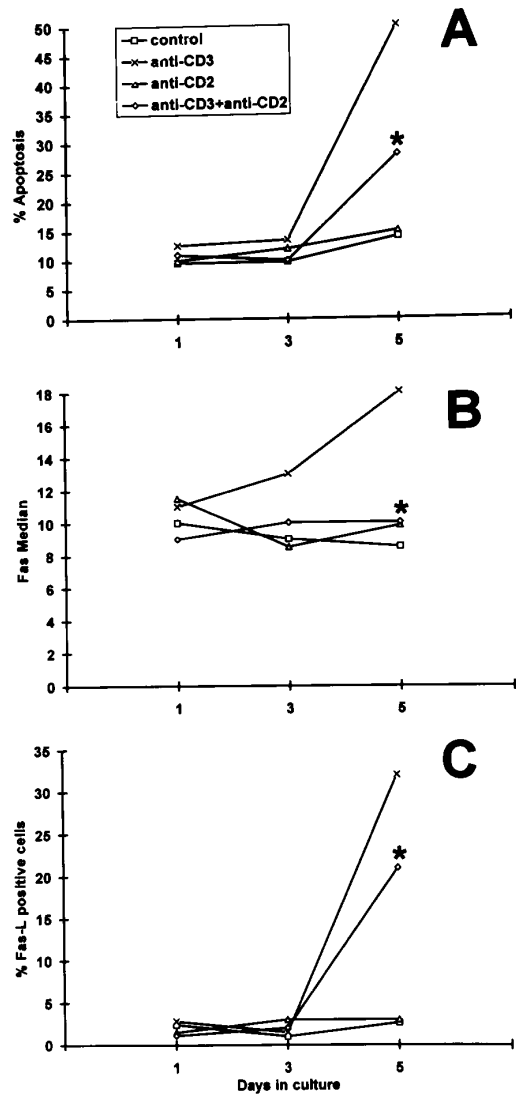 A
control
anti-CD3
anti-CD2
anti-CD3+anti-CD2
% Apoptosis
50
45
40
35
30
25
20
15
10
5
0
*
1 3 5
B
Fas Median
18
16
14
12
10
8
6
4
2
0
*
1 3 5
C
% Fas-L positive cells
35
30
25
20
15
10
5
0
*
1 3 5
Days in culture